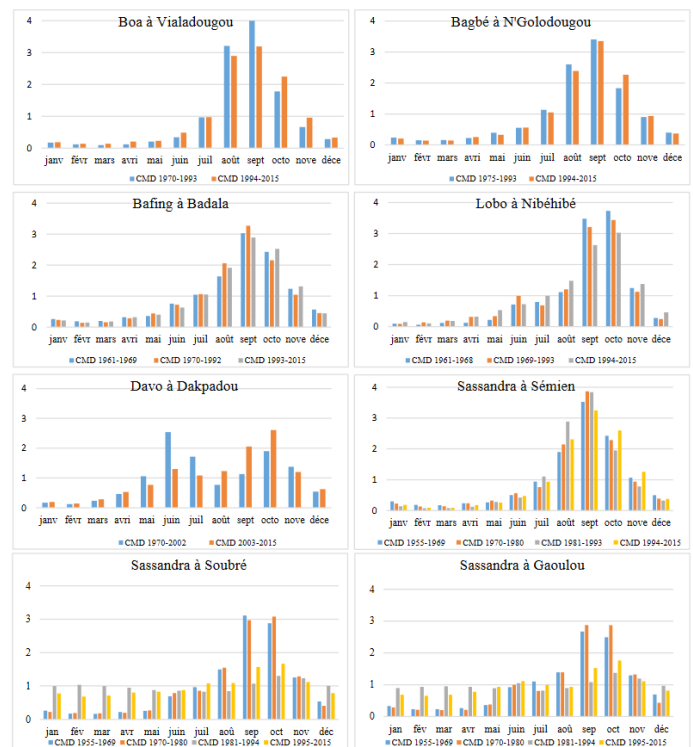 Boa à Vialadougou
4
3
2
1
0
janv févr mars avri mai juin juil août sept octo nove déce
CMD 1970-1993 CMD 1994-2015
Bagbé à N'Golodougou
4
3
2
1
0
janv févr mars avri mai juin juil août sept octo nove déce
CMD 1975-1993 CMD 1994-2015
Bafing à Badala
4
3
2
1
0
janv févr mars avri mai juin juil août sept octo nove déce
CMD 1961-1969 CMD 1970-1992 CMD 1993-2015
Lobo à Nibéhibé
4
3
2
1
0
janv févr mars avri mai juin juil août sept octo nove déce
CMD 1961-1968 CMD 1969-1993 CMD 1994-2015
Davo à Dakpadou
4
3
2
1
0
janv févr mars avri mai juin juil août sept octo nove déce
CMD 1970-2002 CMD 2003-2015
Sassandra à Sémien
4
3
2
1
0
janv févr mars avri mai juin juil août sept octo nove déc
CMD 1955-1969 CMD 1970-1980 CMD 1981-1993 CMD 1994-2015
Sassandra à Soubré
4
3
2
1
0
jan fév mar avr mai jun jul août sep oct nov déc
CMD 1955-1969 CMD 1970-1980 CMD 1981-1994 CMD 1995-2015
Sassandra à Gaoulou
4
3
2
1
0
jan fév mar avr mai jun jul août sep oct nov déc
CMD 1955-1969 CMD 1970-1980 CMD 1981-1994 CMD 1995-2015